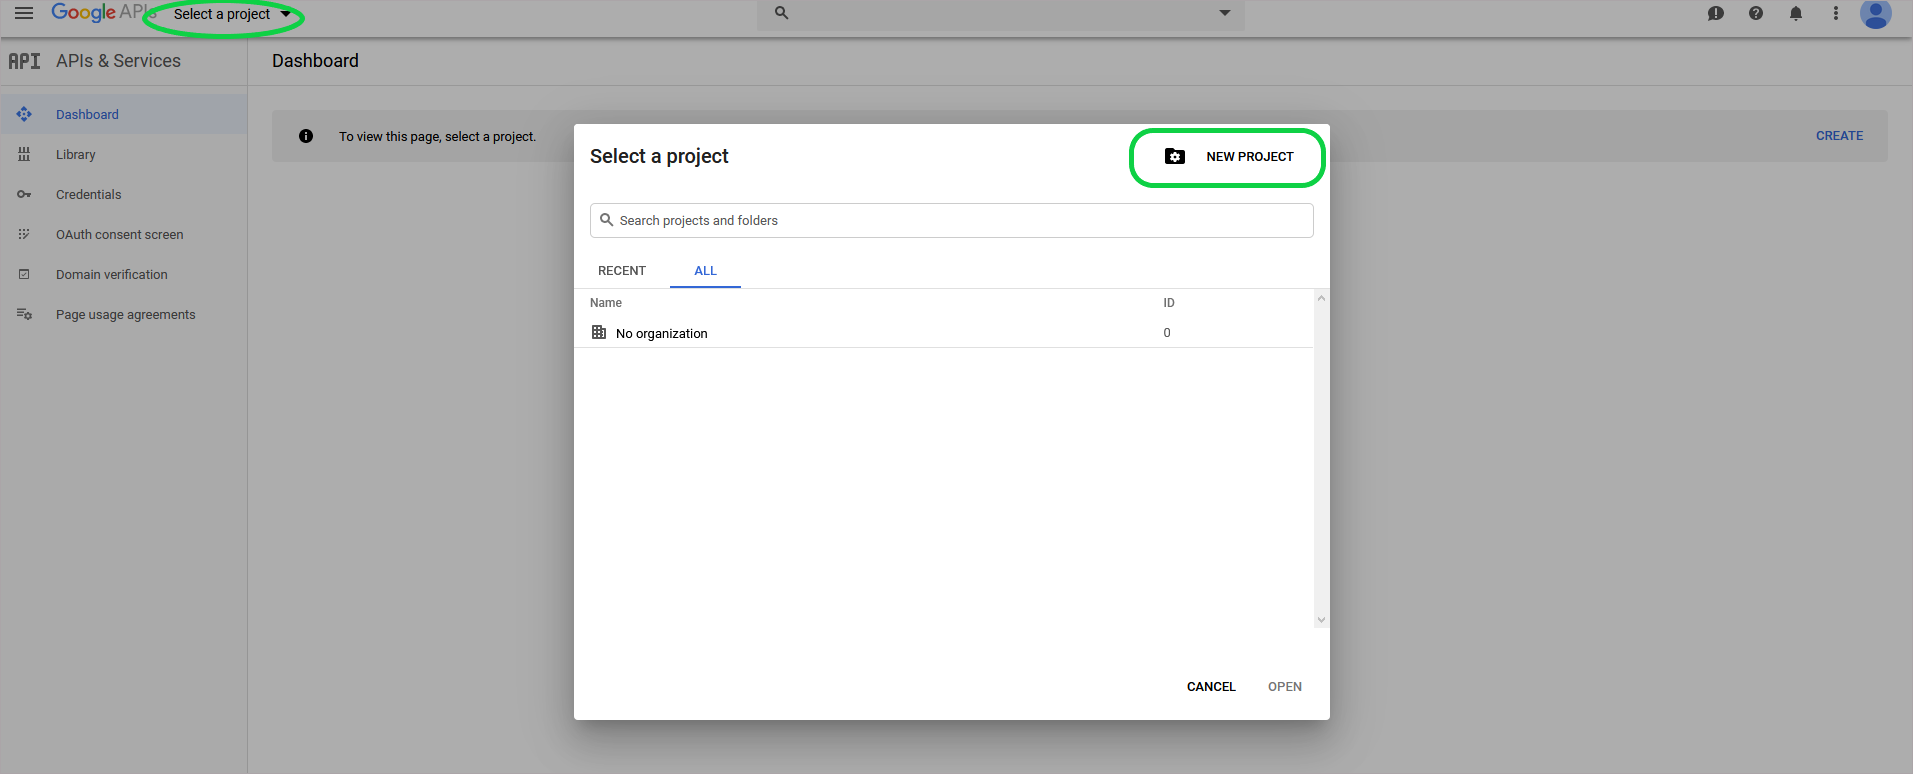 Google APIs Select a project
API APIs & Services
Dashboard
Dashboard
Library
Credentials
OAuth consent screen
Domain verification
Page usage agreements
To view this page, select a project.
CREATE
Select a project
NEW PROJECT
Search projects and folders
RECENT ALL
Name ID
No organization 0
CANCEL OPEN